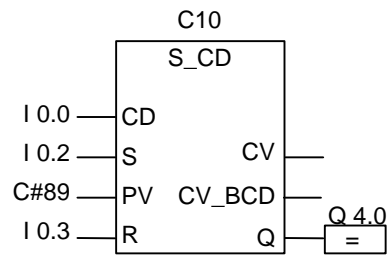 C10
S_CD
I 0.0 CD
I 0.2 S CV
C#89 PV CV_BCD Q 4.0
I 0.3 R Q =